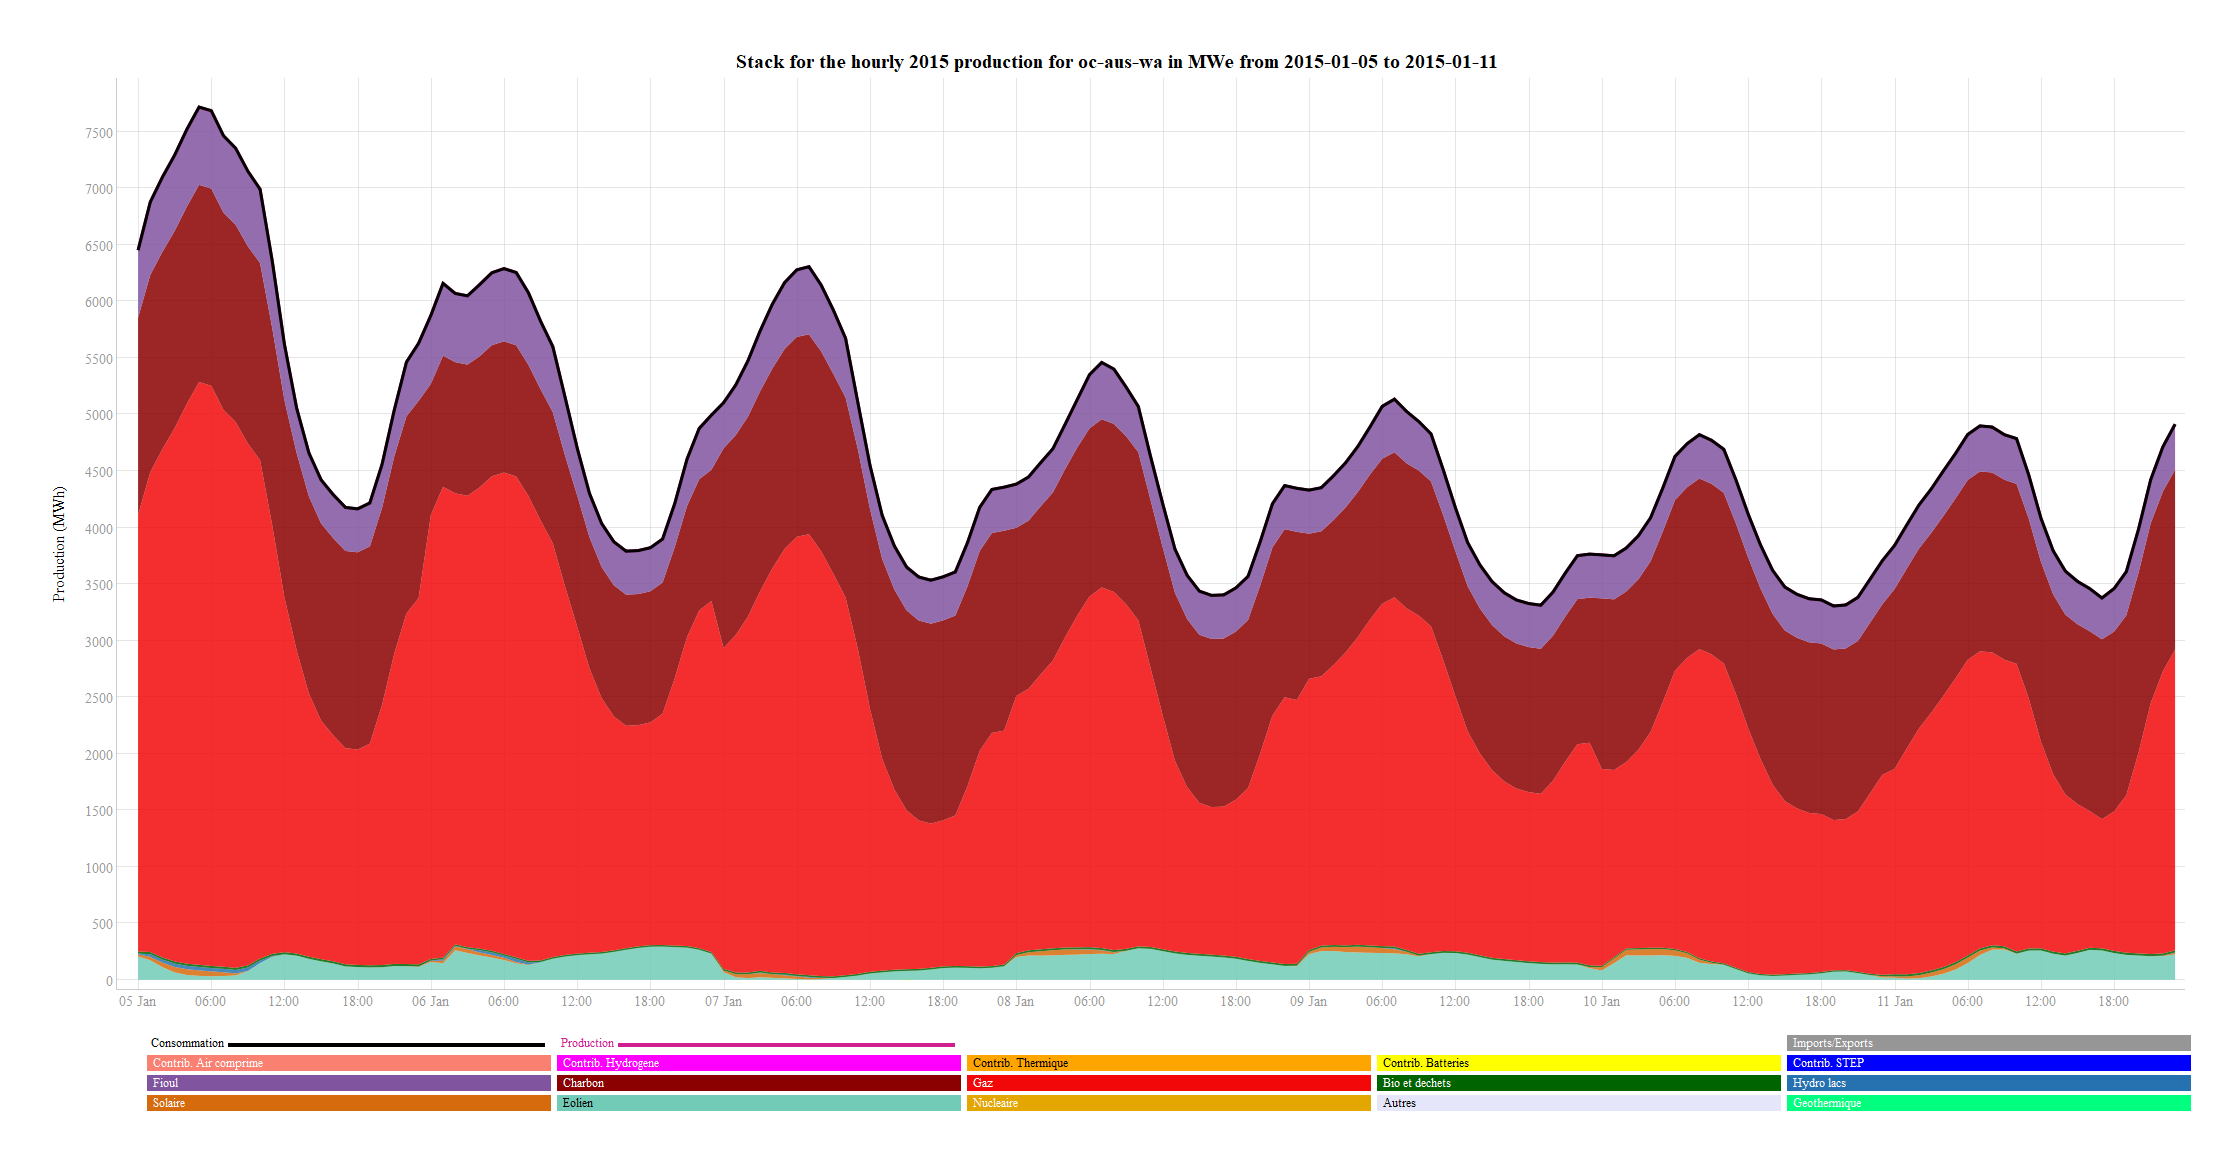 Stack for the hourly 2015 production for oc-aus-wa in MWe from 2015-01-05 to 2015-01-11
Production (MWh)
7500
7000
6500
6000
5500
5000
4500
4000
3500
3000
2500
2000
1500
1000
500
0
05 Jan 06:00 12:00 18:00 06 Jan 06:00 12:00 18:00 07 Jan 06:00 12:00 18:00 08 Jan 06:00 12:00 18:00 09 Jan 06:00 12:00 18:00 10 Jan 06:00 12:00 18:00 11 Jan 06:00 12:00 18:00
Consommation Production Imports/Exports
Contrib. Air comprime Contrib. Hydrogene Contrib. Thermique Contrib. Batteries Contrib. STEP
Fioul Charbon Gaz Bio et dechets Hydro lacs
Solaire Eolien Nucleaire Autres Geothermique